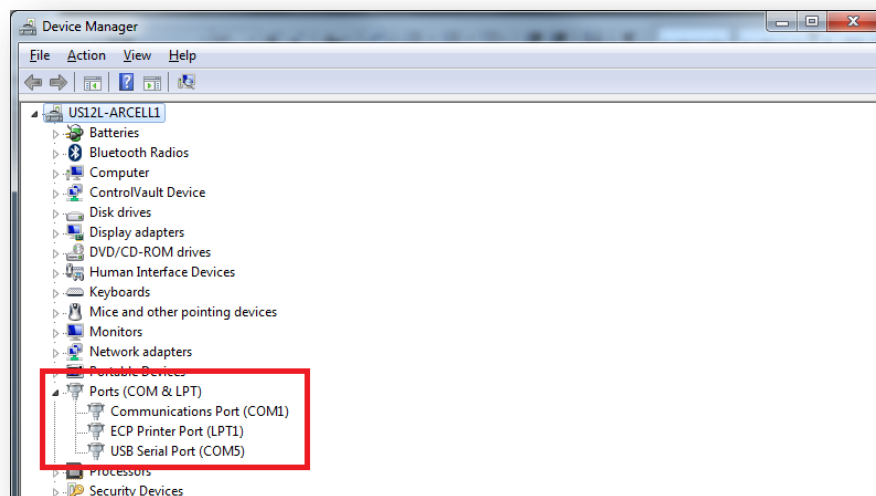 Device Manager
File Action View Help
US12L-ARCELL1
Batteries
Bluetooth Radios
Computer
ControlVault Device
Disk drives
Display adapters
DVD/CD-ROM drives
Human Interface Devices
Keyboards
Mice and other pointing devices
Monitors
Network adapters
Portable Devices
Ports (COM & LPT)
Communications Port (COM1)
ECP Printer Port (LPT1)
USB Serial Port (COM5)
Processors
Security Devices